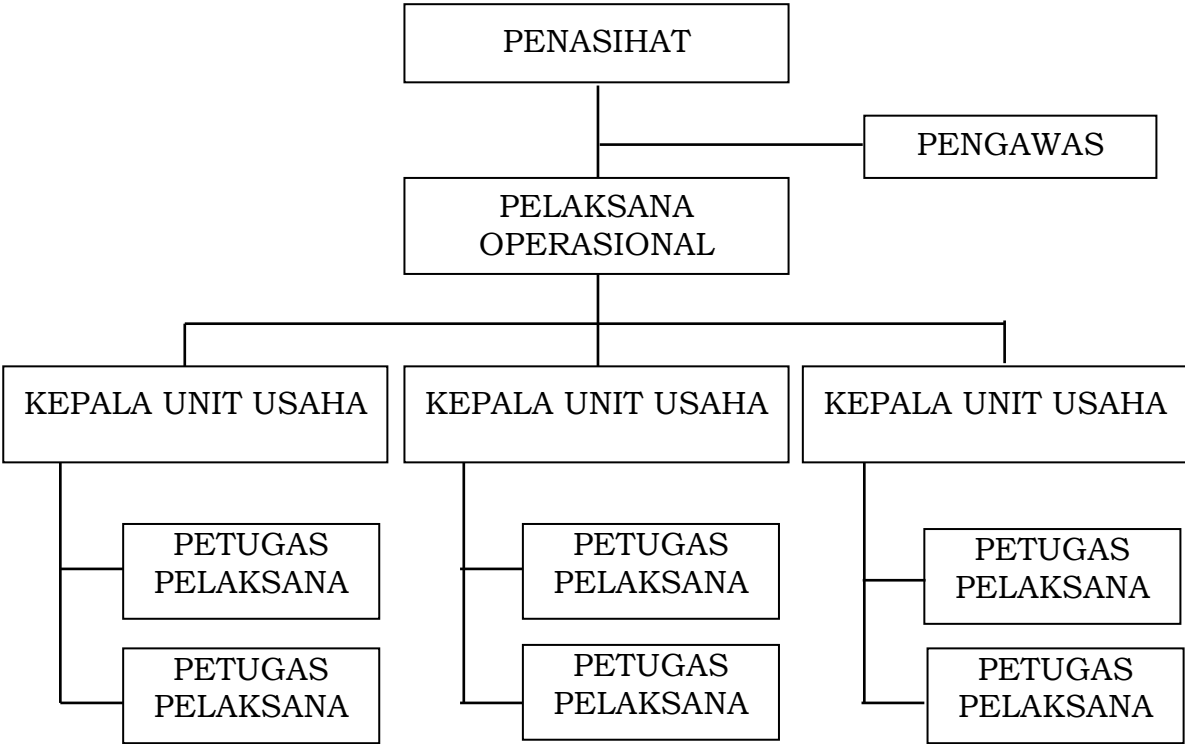 PENASIHAT
PENGAWAS
PELAKSANA
OPERASIONAL
KEPALA UNIT USAHA
KEPALA UNIT USAHA
KEPALA UNIT USAHA
PETUGAS
PELAKSANA
PETUGAS
PELAKSANA
PETUGAS
PELAKSANA
PETUGAS
PELAKSANA
PETUGAS
PELAKSANA
PETUGAS
PELAKSANA